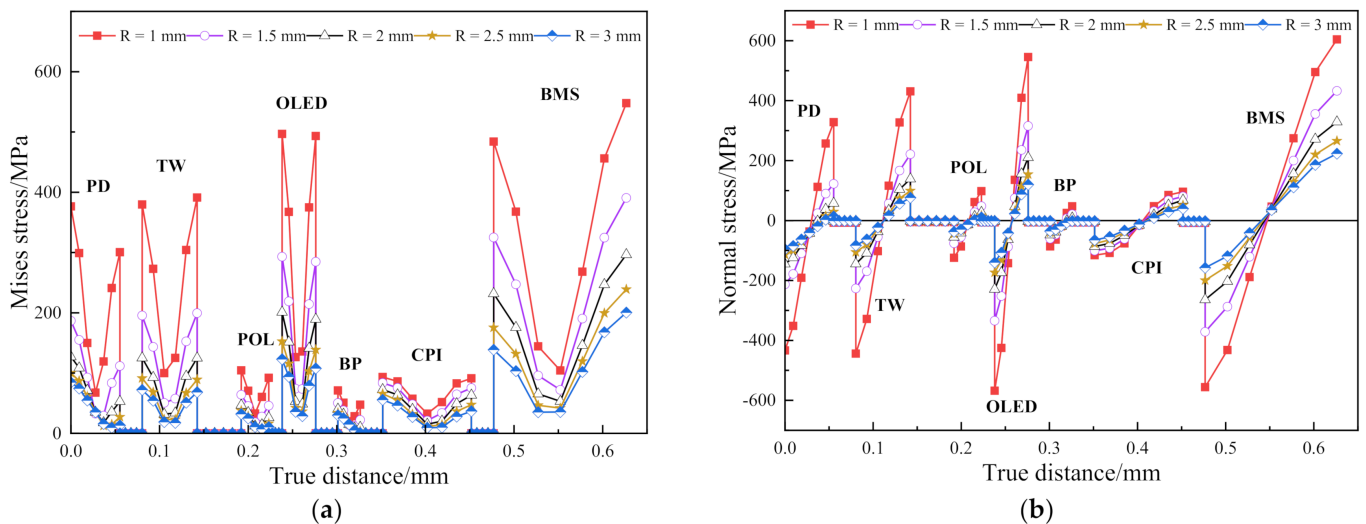 R = 1 mm R = 1.5 mm R = 2 mm R = 2.5 mm R = 3 mm
600
400
200
0
Mises stress/MPa
PD
TW
POL
OLED
BP
CPI
BMS
0.0 0.1 0.2 0.3 0.4 0.5 0.6
True distance/mm
(a)
R = 1 mm R = 1.5 mm R = 2 mm R = 2.5 mm R = 3 mm
600
400
200
0
-200
-400
-600
Normal stress/MPa
PD
TW
POL
OLED
BP
CPI
BMS
0.0 0.1 0.2 0.3 0.4 0.5 0.6
True distance/mm
(b)